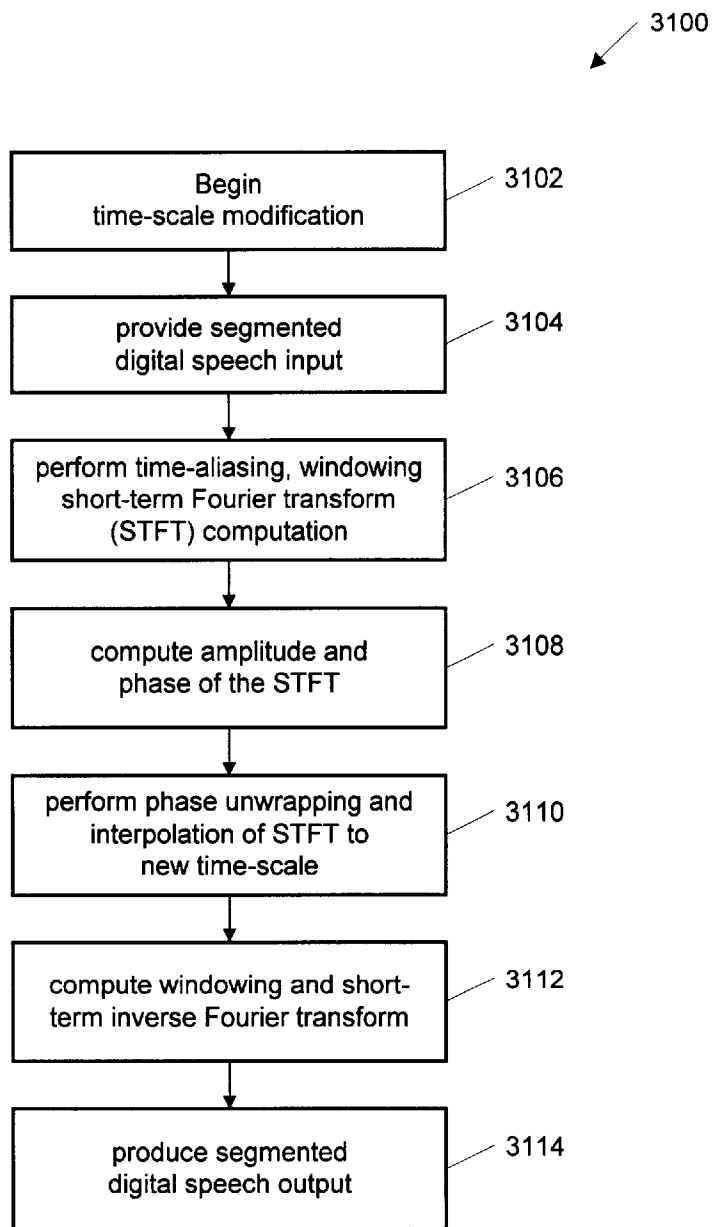 3100
Begin
time-scale modification
3102
provide segmented
digital speech input
3104
perform time-aliasing, windowing
short-term Fourier transform
(STFT) computation
3106
compute amplitude and
phase of the STFT
3108
perform phase unwrapping and
interpolation of STFT to
new time-scale
3110
compute windowing and short-
term inverse Fourier transform
3112
produce segmented
digital speech output
3114